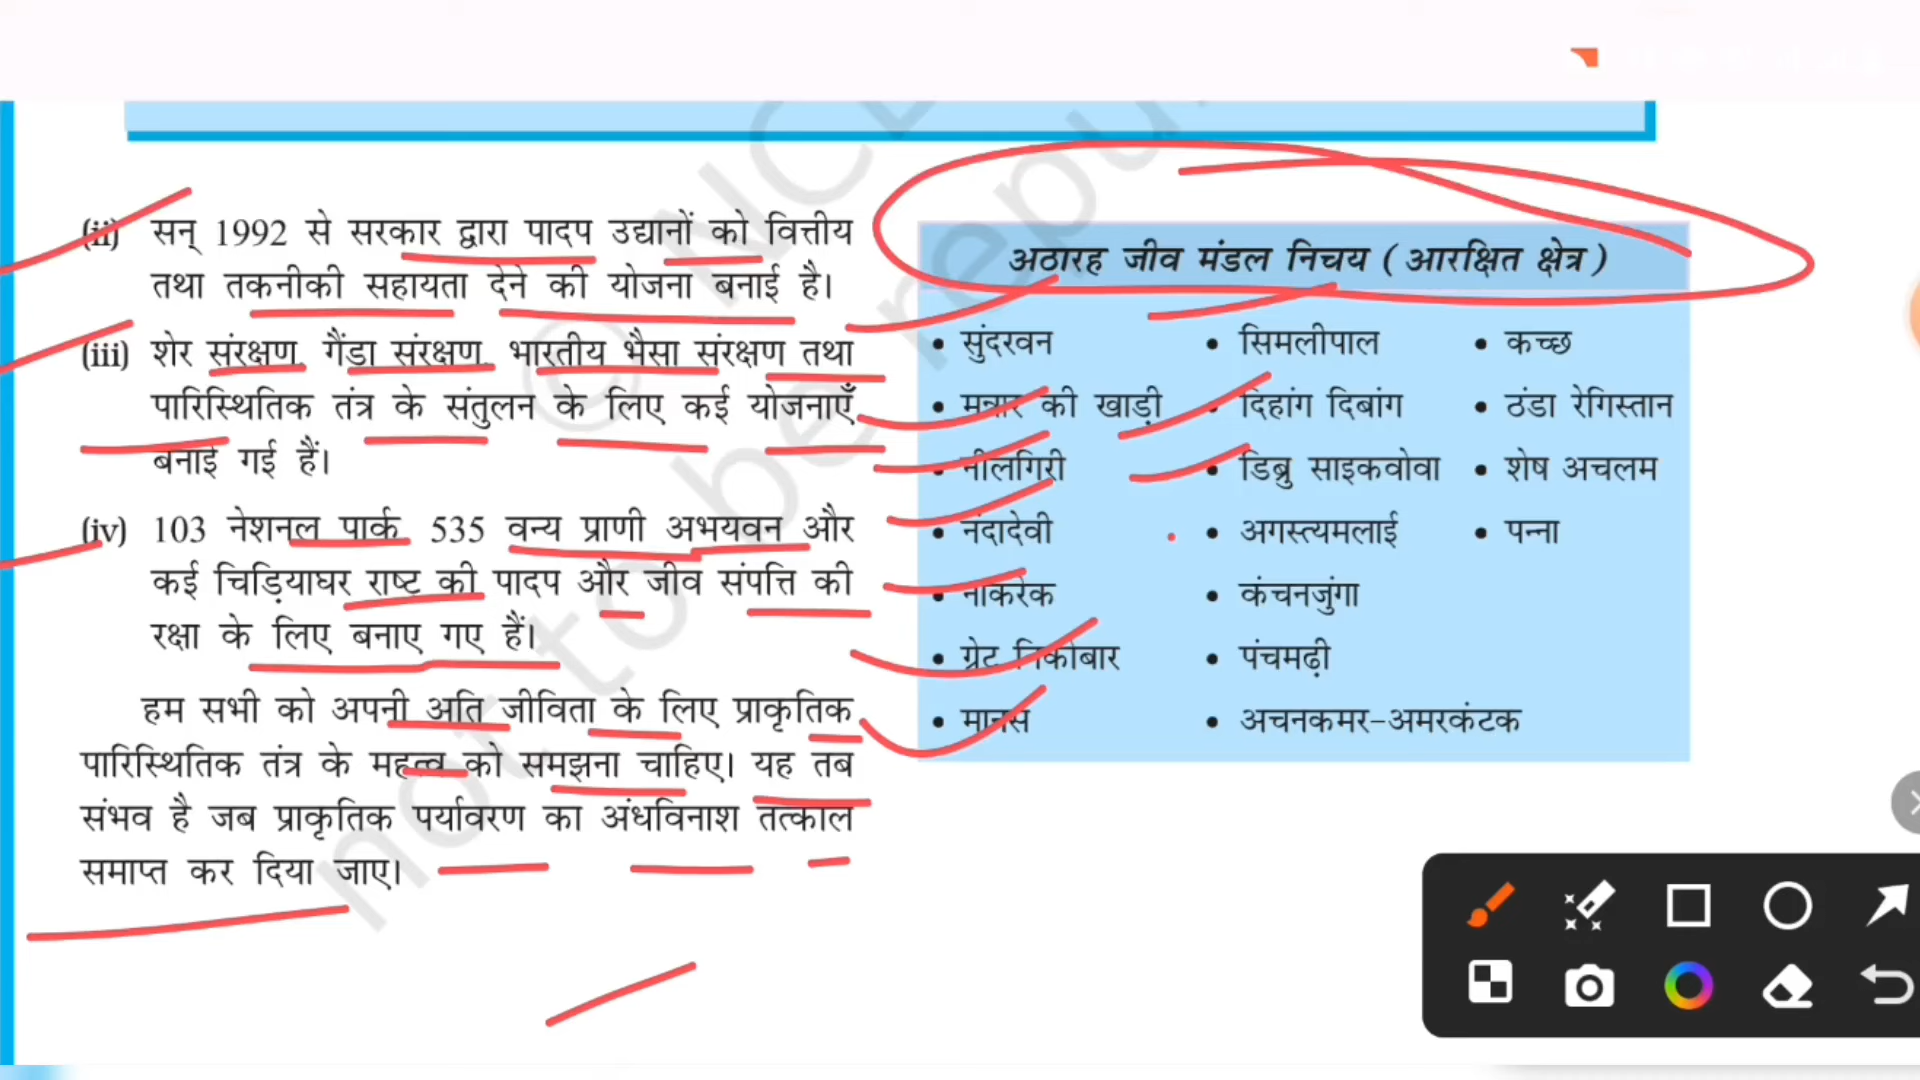 (ii) सन् 1992 से सरकार द्वारा पादप उद्यानों को वित्तीय
तथा तकनीकी सहायता देने की योजना बनाई है।
(iii) शेर संरक्षण, गैंडा संरक्षण, भारतीय भैसा संरक्षण तथा
पारिस्थितिक तंत्र के संतुलन के लिए कई योजनाएँ
बनाई गई हैं।
(iv) 103 नेशनल पार्क 535 वन्य प्राणी अभयवन और
कई चिड़ियाघर राष्ट की पादप और जीव संपत्ति की
रक्षा के लिए बनाए गए हैं।
हम सभी को अपनी अति जीविता के लिए प्राकृतिक
पारिस्थितिक तंत्र के महत्त्व को समझना चाहिए। यह तब
संभव है जब प्राकृतिक पर्यावरण का अंधविनाश तत्काल
समाप्त कर दिया जाए।
अठारह जीव मंडल निचय (आरक्षित क्षेत्र)
• सुंदरवन • सिमलीपाल • कच्छ
• मन्नार की खाड़ी • दिहांग दिबांग • ठंडा रेगिस्तान
• नीलगिरी • डिब्रु साइकवोवा • शेष अचलम
• नंदादेवी • अगस्त्यमलाई • पन्ना
• नाकरेक • कंचनजुंगा
• ग्रेट निकोबार • पंचमढ़ी
• मानस • अचनकमर-अमरकंटक
not to be repu